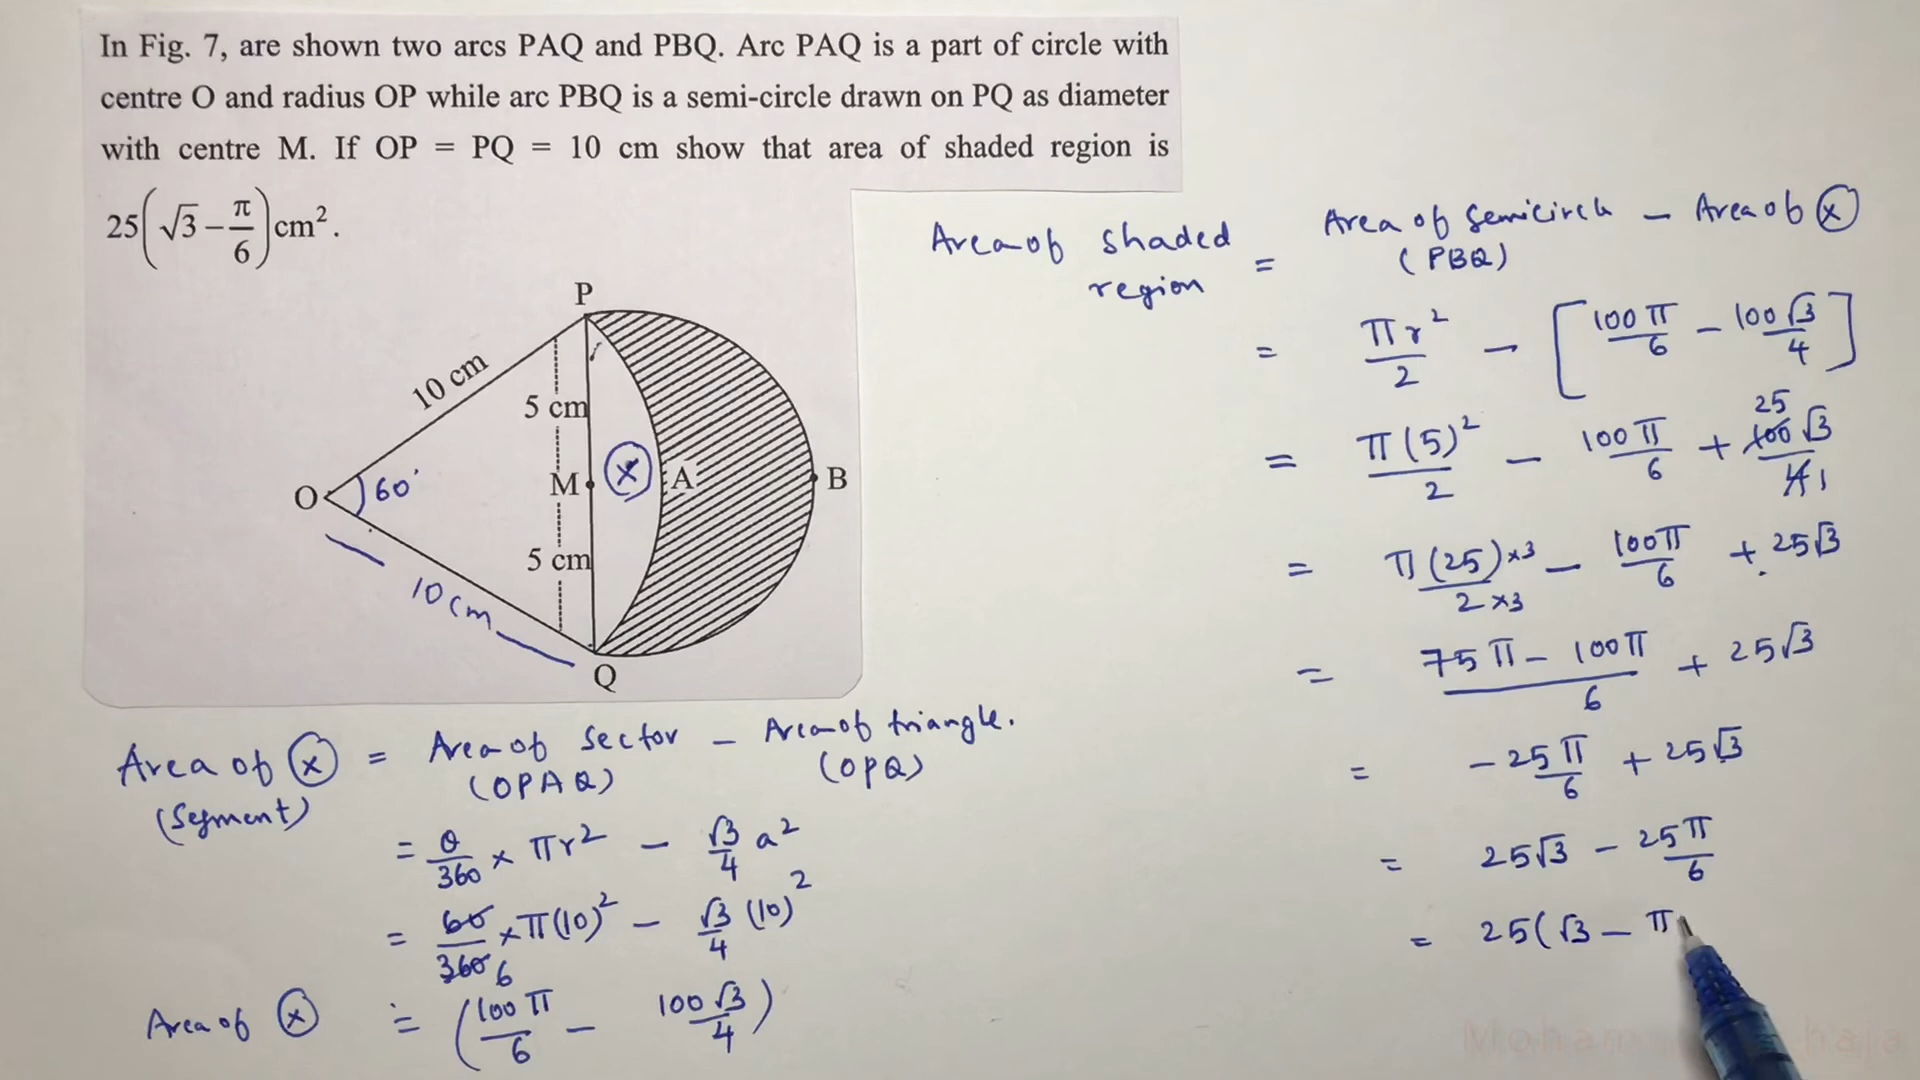 In Fig. 7, are shown two arcs PAQ and PBQ. Arc PAQ is a part of circle with
centre O and radius OP while arc PBQ is a semi-circle drawn on PQ as diameter
with centre M. If OP = PQ = 10 cm show that area of shaded region is
25(√3 − π/6) cm².
P
10 cm
5 cm
O 60°
M
x
A
B
5 cm
10 cm
Q
Area of x = Area of sector − Area of triangle.
(segment) (OPAQ) (OPQ)
= θ/360 × πr² − √3/4 a²
= 60/360 6 × π(10)² − √3/4 (10)²
Area of x = (100π/6 − 100√3/4)
Area of shaded region = Area of semicircle (PBQ) − Area of x
= πr²/2 − [100π/6 − 100√3/4]
= π(5)²/2 − 100π/6 + 25 100√3/4 1
= π(25)×3/2×3 − 100π/6 + 25√3
= 75π − 100π/6 + 25√3
= −25π/6 + 25√3
= 25√3 − 25π/6
= 25(√3 − π